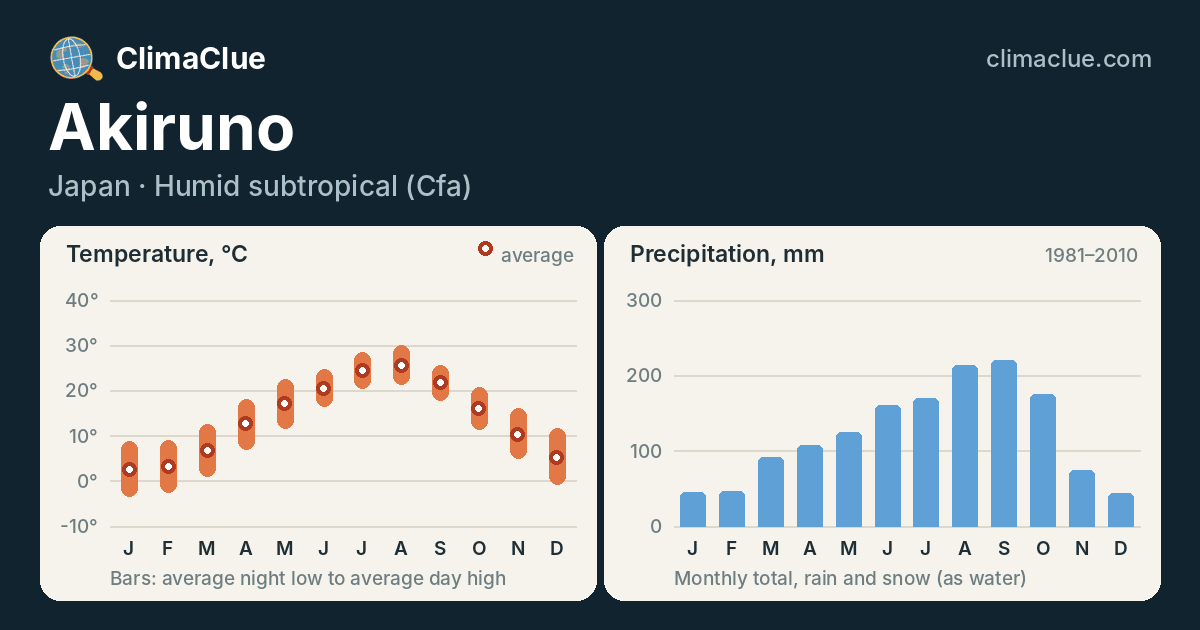 ClimaClue
climaclue.com
Akiruno
Japan · Humid subtropical (Cfa)
Temperature, °C
average
40°
30°
20°
10°
0°
-10°
J F M A M J J A S O N D
Bars: average night low to average day high
Precipitation, mm
1981–2010
300
200
100
0
J F M A M J J A S O N D
Monthly total, rain and snow (as water)